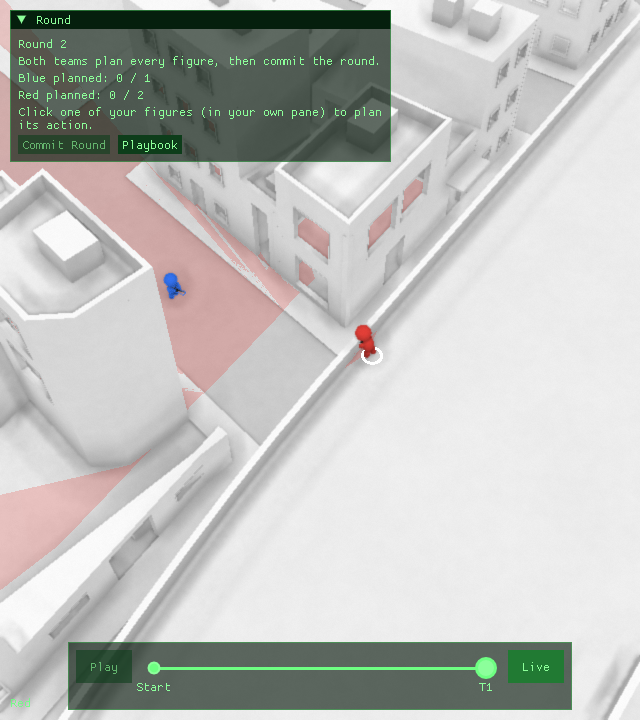 Round
Round 2
Both teams plan every figure, then commit the round.
Blue planned: 0 / 1
Red planned: 0 / 2
Click one of your figures (in your own pane) to plan
its action.
Commit Round
Playbook
Play
Start
T1
Live